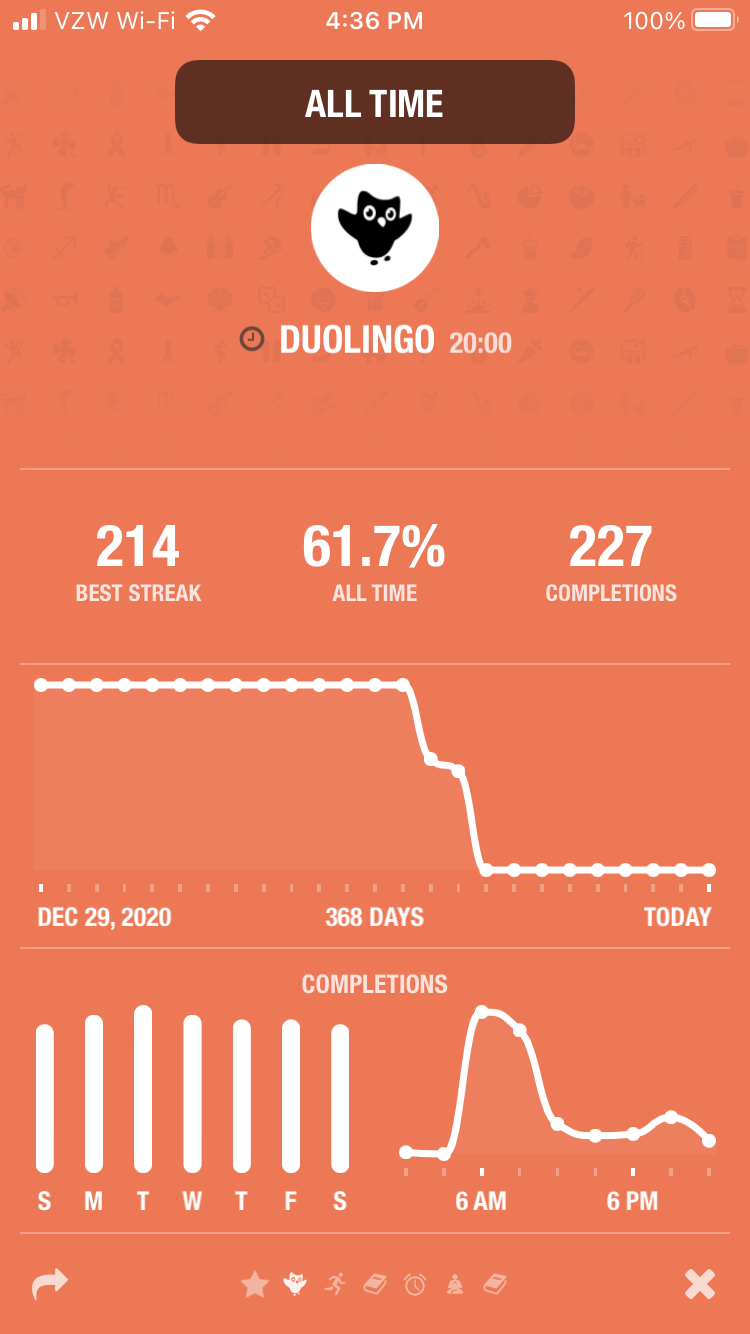 VZW Wi-Fi 4:36 PM 100%
ALL TIME
DUOLINGO 20:00
214 61.7% 227
BEST STREAK ALL TIME COMPLETIONS
DEC 29, 2020 368 DAYS TODAY
COMPLETIONS
S M T W T F S 6 AM 6 PM